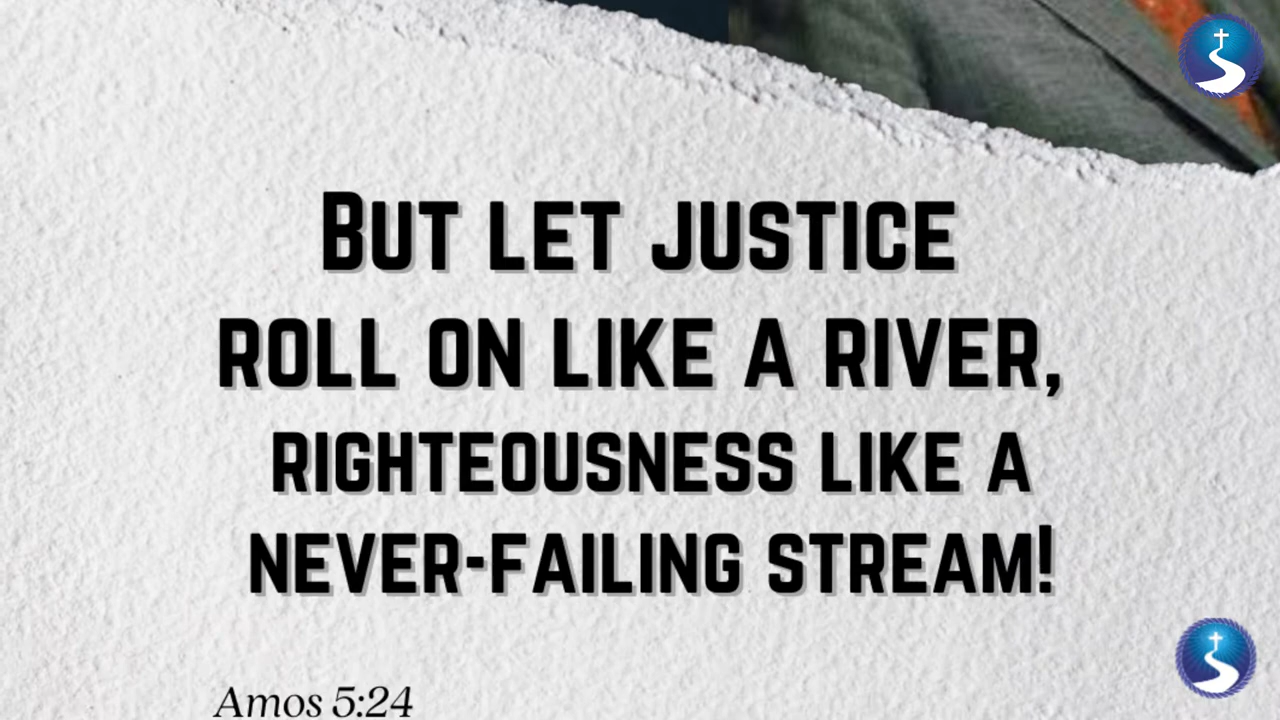 But let justice
roll on like a river,
righteousness like a
never-failing stream!
Amos 5:24